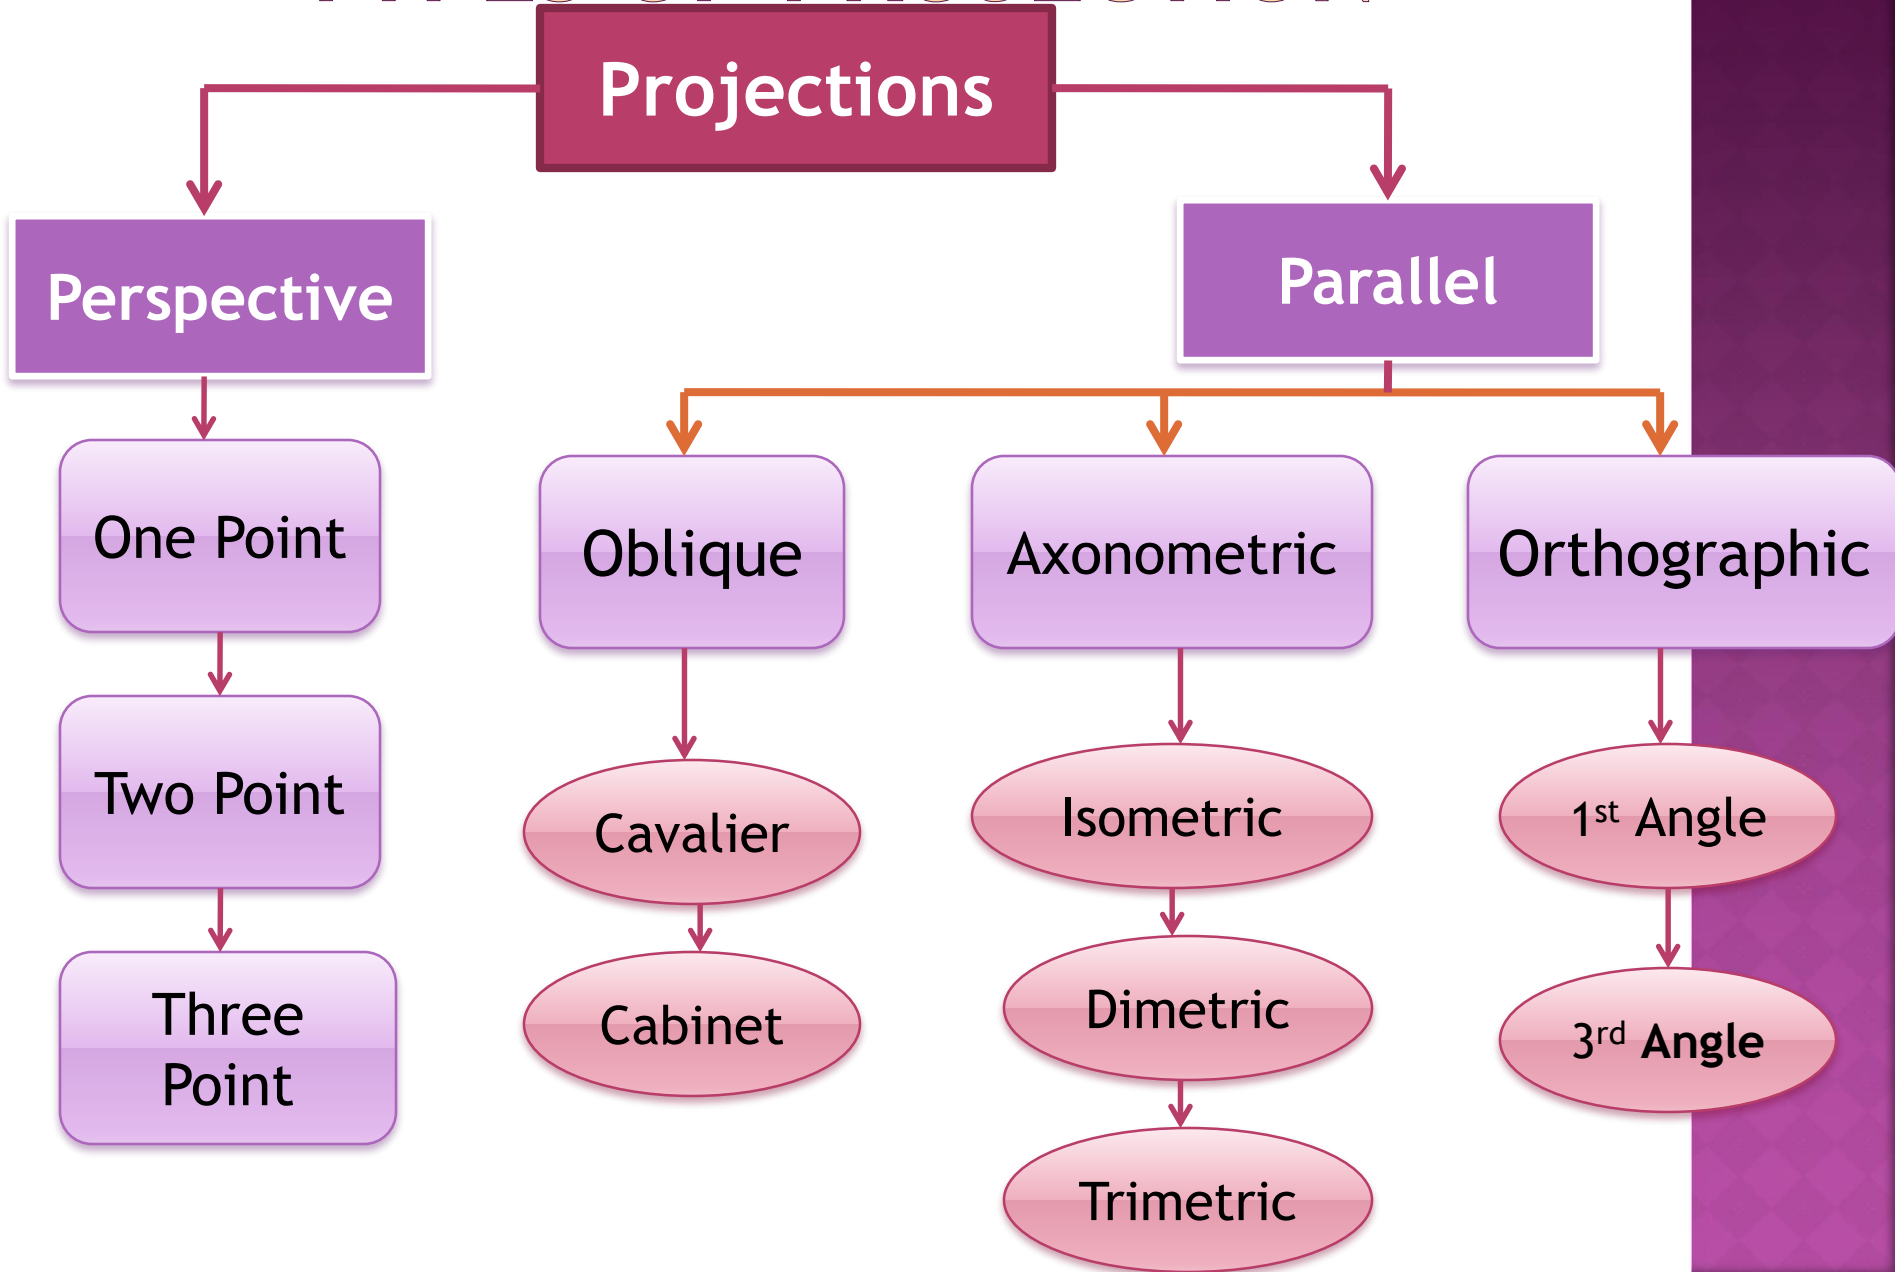 Projections
Perspective
Parallel
One Point
Oblique
Axonometric
Orthographic
Two Point
Cavalier
Isometric
1st Angle
Three
Point
Cabinet
Dimetric
3rd Angle
Trimetric